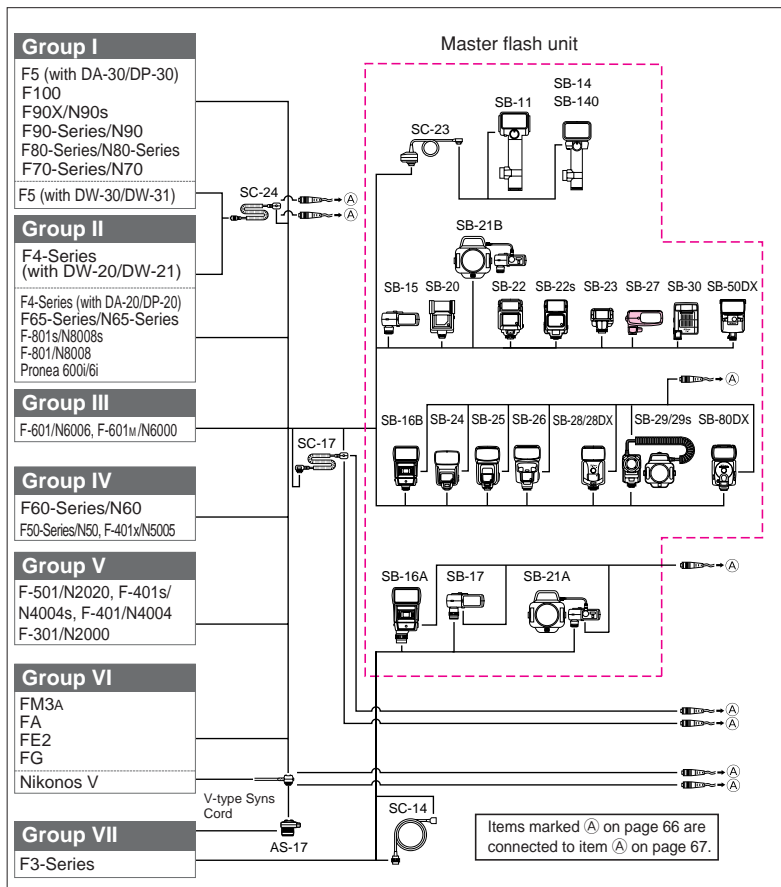 Group I
F5 (with DA-30/DP-30)
F100
F90X/N90s
F90-Series/N90
F80-Series/N80-Series
F70-Series/N70
F5 (with DW-30/DW-31)
Group II
F4-Series
(with DW-20/DW-21)
F4-Series (with DA-20/DP-20)
F65-Series/N65-Series
F-801s/N8008s
F-801/N8008
Pronea 600i/6i
Group III
F-601/N6006, F-601M/N6000
Group IV
F60-Series/N60
F50-Series/N50, F-401x/N5005
Group V
F-501/N2020, F-401s/
N4004s, F-401/N4004
F-301/N2000
Group VI
FM3A
FA
FE2
FG
Nikonos V
Group VII
F3-Series
SC-24
A
A
SC-17
V-type Syns
Cord
AS-17
SC-14
Master flash unit
SC-23
SB-11
SB-14
SB-140
SB-21B
SB-15
SB-20
SB-22
SB-22s
SB-23
SB-27
SB-30
SB-50DX
A
SB-16B
SB-24
SB-25
SB-26
SB-28/28DX
SB-29/29s
SB-80DX
SB-16A
SB-17
SB-21A
A
A
A
A
A
Items marked Ⓐ on page 66 are
connected to item Ⓐ on page 67.